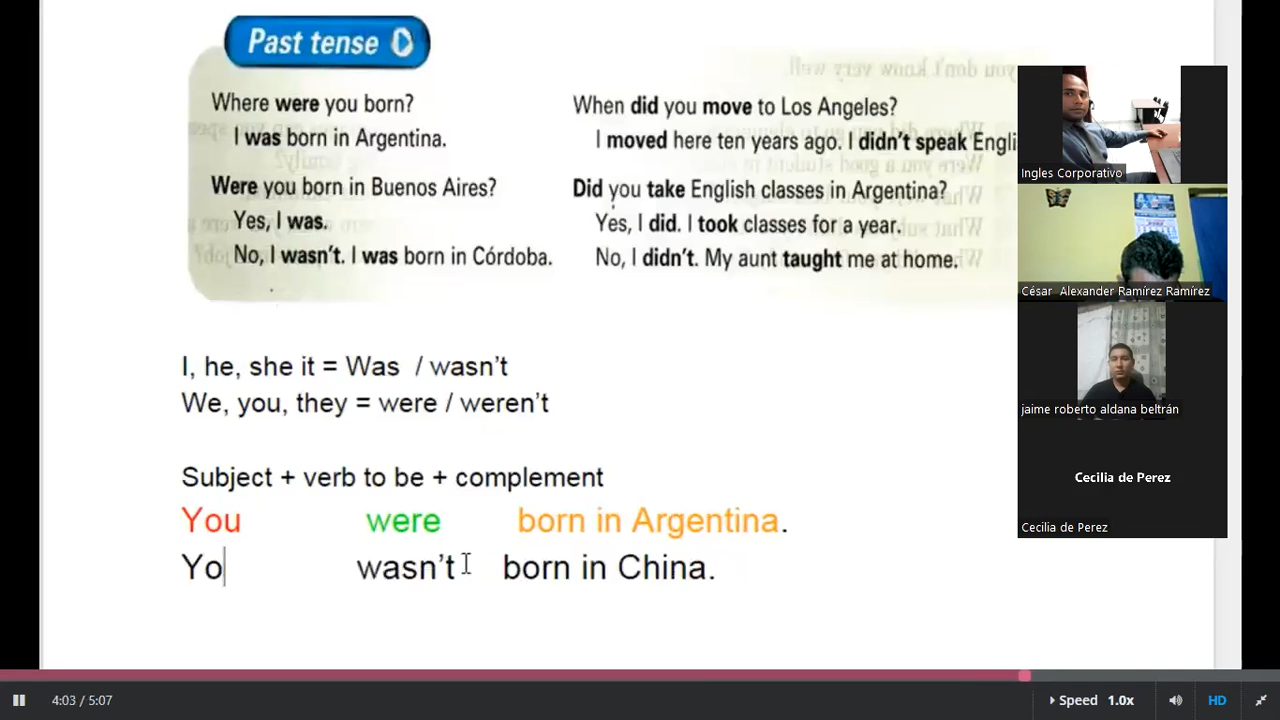 Past tense
Where were you born?
I was born in Argentina.
Were you born in Buenos Aires?
Yes, I was.
No, I wasn't. I was born in Córdoba.
When did you move to Los Angeles?
I moved here ten years ago. I didn't speak Engli
Did you take English classes in Argentina?
Yes, I did. I took classes for a year.
No, I didn't. My aunt taught me at home.
I, he, she it = Was / wasn't
We, you, they = were / weren't
Subject + verb to be + complement
You were born in Argentina.
Yo wasn't born in China.
Ingles Corporativo
César Alexander Ramírez Ramírez
jaime roberto aldana beltrán
Cecilia de Perez
Cecilia de Perez
4:03 / 5:07
Speed 1.0x
HD